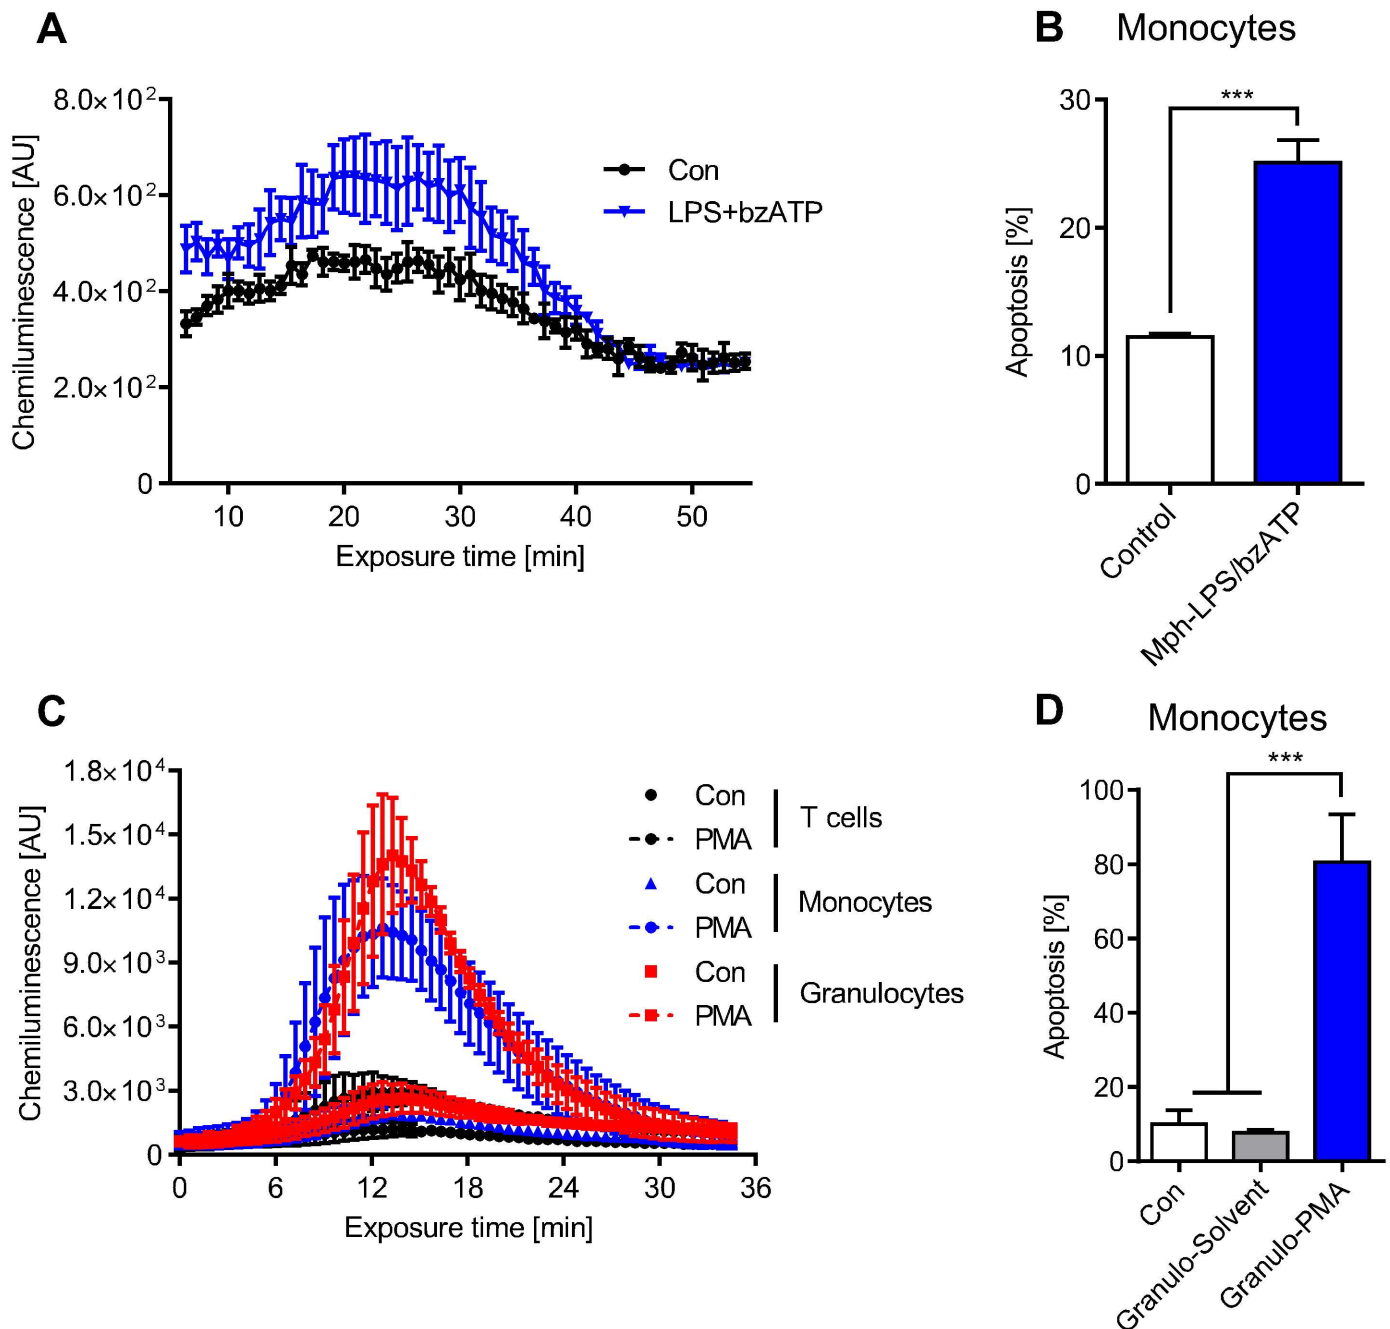 A
8.0×10²
6.0×10²
4.0×10²
2.0×10²
0
Chemiluminescence [AU]
10 20 30 40 50
Exposure time [min]
Con
LPS+bzATP
B Monocytes
***
30
20
10
0
Apoptosis [%]
Control
Mph-LPS/bzATP
C
1.8×10⁴
1.5×10⁴
1.2×10⁴
9.0×10³
6.0×10³
3.0×10³
0
Chemiluminescence [AU]
0 6 12 18 24 30 36
Exposure time [min]
Con
PMA
T cells
Con
PMA
Monocytes
Con
PMA
Granulocytes
D Monocytes
***
100
80
60
40
20
0
Apoptosis [%]
Con
Granulo-Solvent
Granulo-PMA